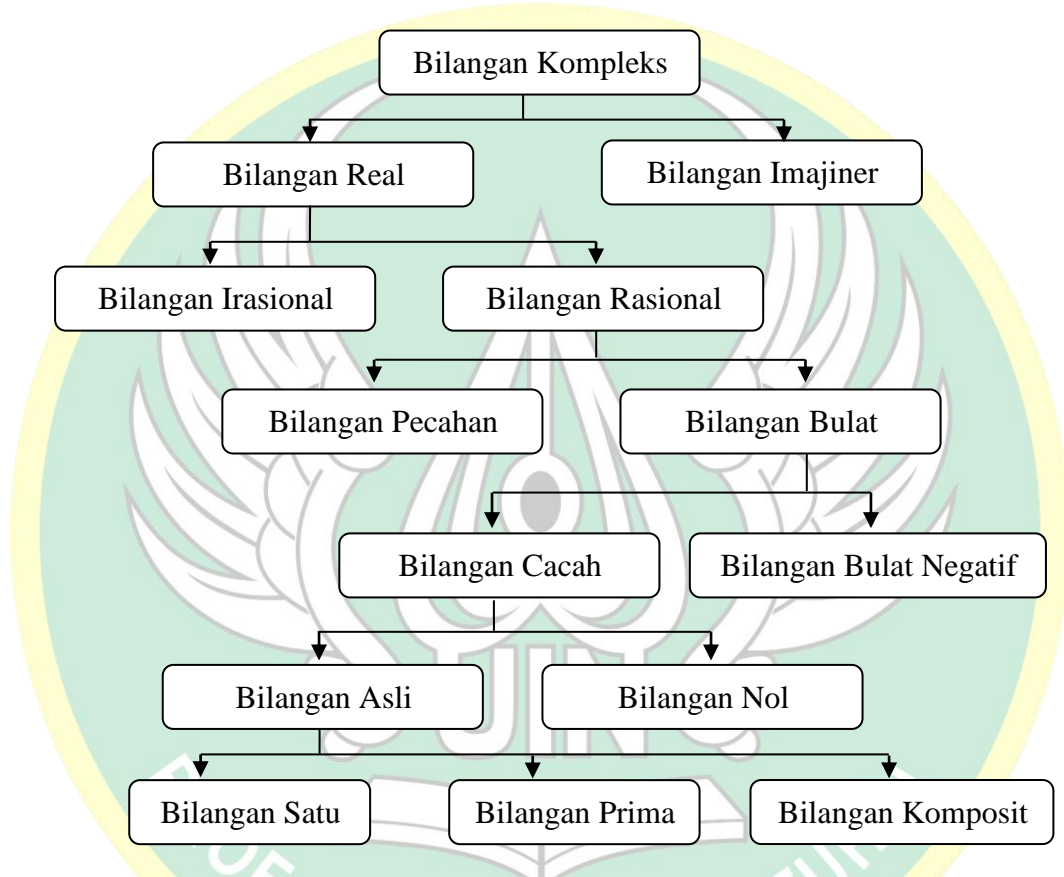 Bilangan Kompleks
Bilangan Real
Bilangan Imajiner
Bilangan Irasional
Bilangan Rasional
Bilangan Pecahan
Bilangan Bulat
Bilangan Cacah
Bilangan Bulat Negatif
Bilangan Asli
Bilangan Nol
UIN
Bilangan Satu
Bilangan Prima
Bilangan Komposit